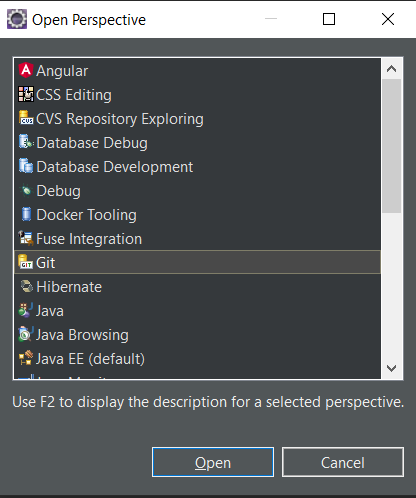 Open Perspective
Angular
CSS Editing
CVS Repository Exploring
Database Debug
Database Development
Debug
Docker Tooling
Fuse Integration
Git
Hibernate
Java
Java Browsing
Java EE (default)
Use F2 to display the description for a selected perspective.
Open
Cancel